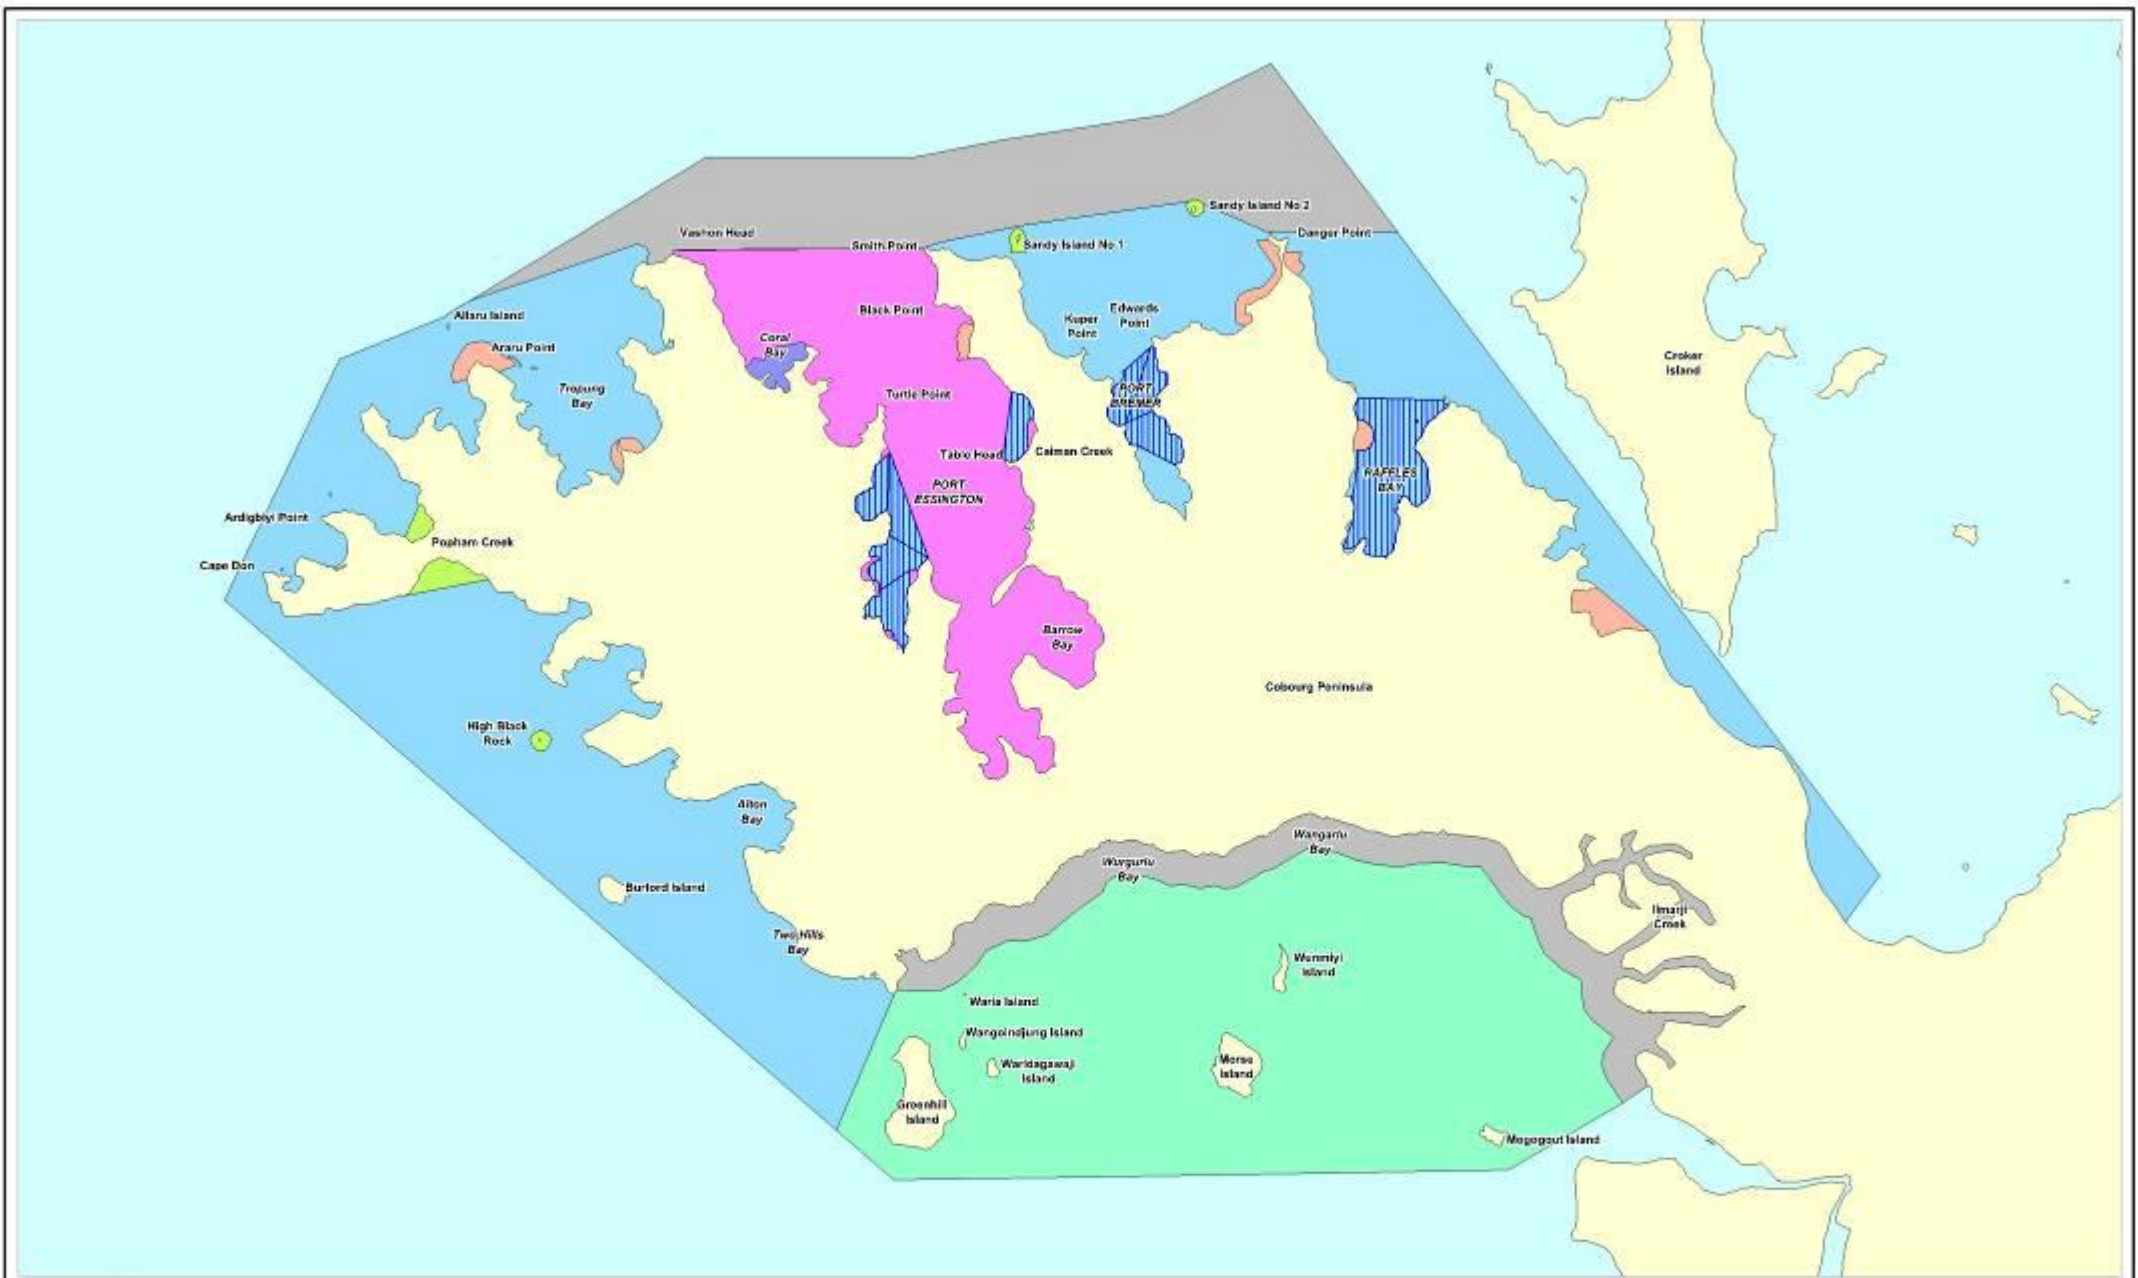 Sandy Island No 2
Vashon Head
Danger Point
Smith Point
Sandy Island No 1
Black Point
Edwards
Point
Kuper
Point
Allaru Island
Araru Point
Coral
Bay
Croker
Island
Trepung
Bay
Turtle Point
PORT
BREMER
Table Head
Caiman Creek
RAFFLES
BAY
PORT
ESSINGTON
Ardigbiyi Point
Popham Creek
Cape Don
Barrow
Bay
Cobourg Peninsula
High Black
Rock
Aiton
Bay
Wangarlu
Bay
Wurgurlu
Bay
Burford Island
Ilmarji
Creek
Two Hills
Bay
Wunmiyi
Island
Waria Island
Wangoindjung Island
Waridagawaji
Island
Morse
Island
Greenhill
Island
Mogogout Island